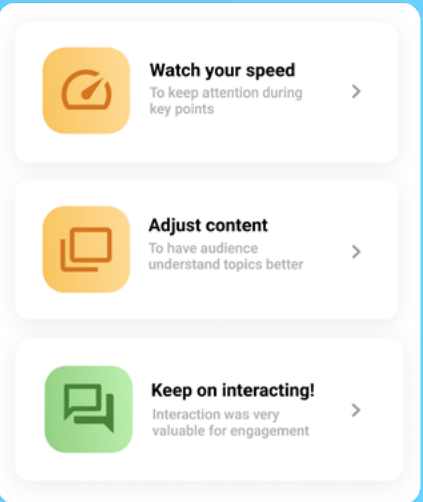 Watch your speed
To keep attention during
key points
Adjust content
To have audience
understand topics better
Keep on interacting!
Interaction was very
valuable for engagement